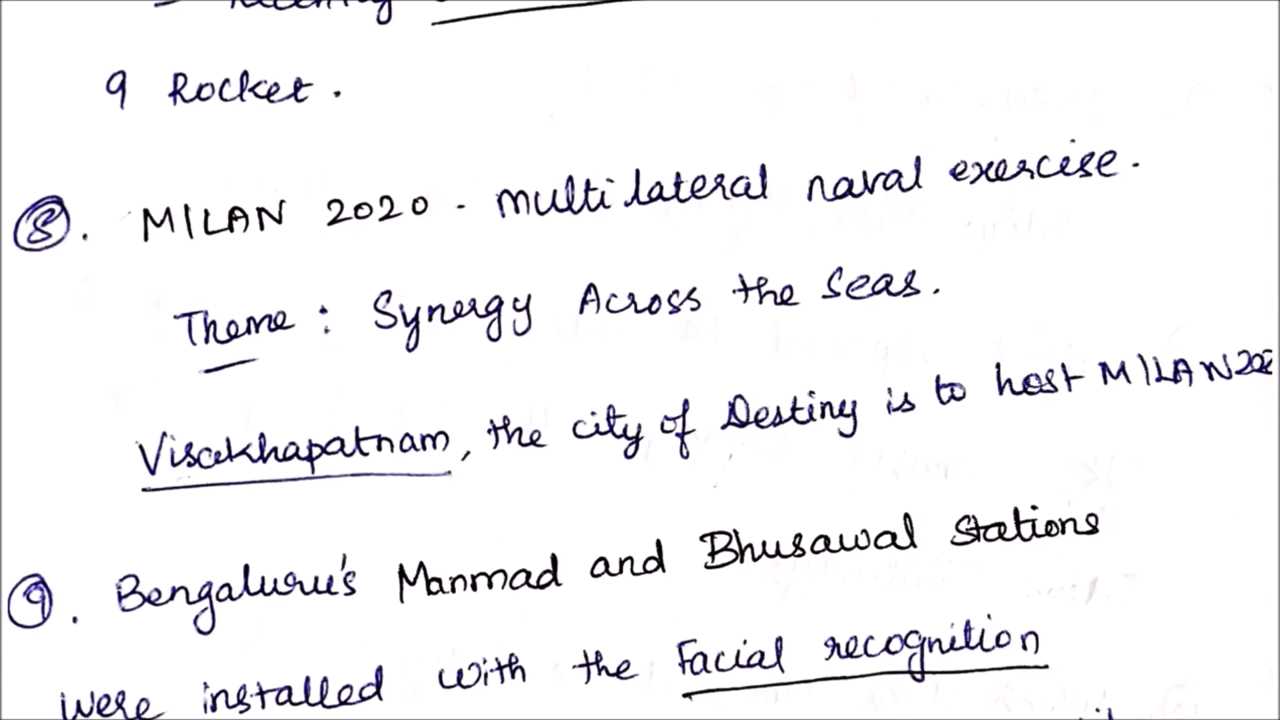 9 Rocket.
8. MILAN 2020 - multilateral naval exercise.
Theme: Synergy Across the Seas.
Visakhapatnam, the city of Destiny is to host MILAN 202
9. Bengaluru's Manmad and Bhusawal Stations
were installed with the Facial recognition